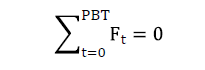 ∑_{t=0}^{PBT} F_t = 0